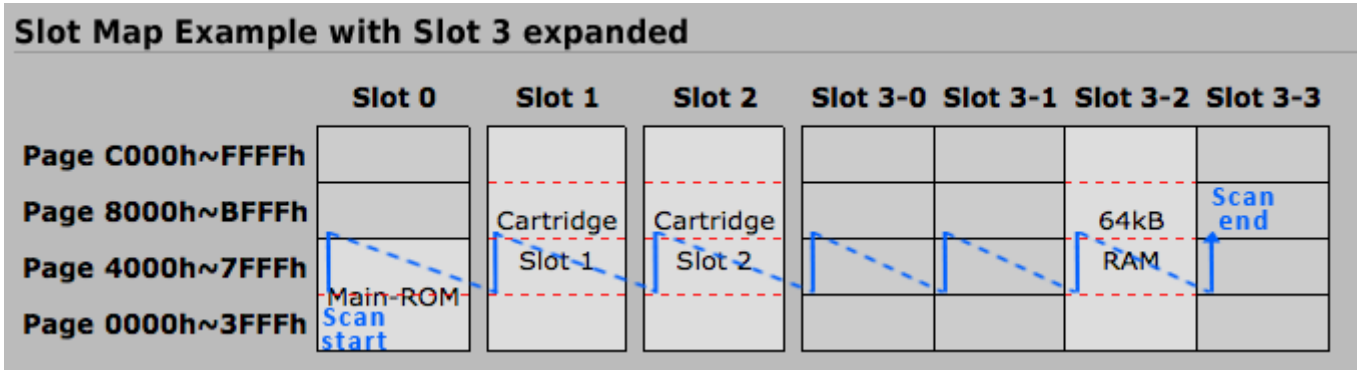 Slot Map Example with Slot 3 expanded
Slot 0 Slot 1 Slot 2 Slot 3-0 Slot 3-1 Slot 3-2 Slot 3-3
Page C000h~FFFFh
Page 8000h~BFFFh
Cartridge Cartridge 64kB Scan end
Page 4000h~7FFFh
Slot 1 Slot 2 RAM
Main-ROM
Page 0000h~3FFFh
Scan
start